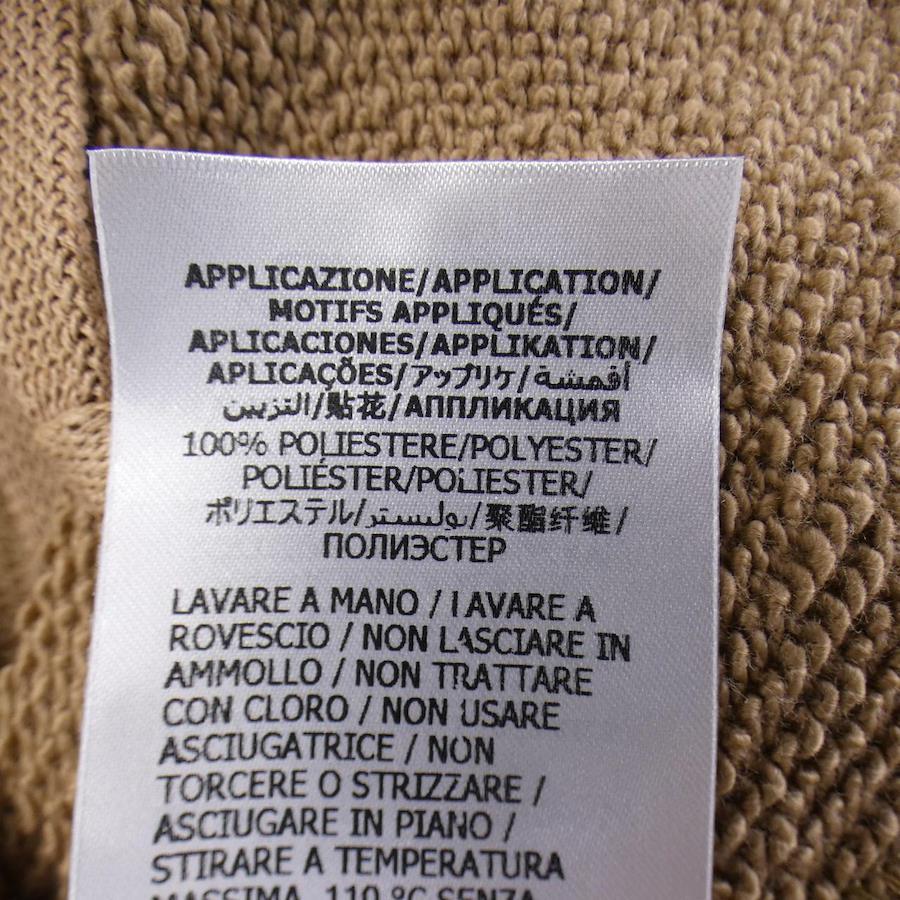 APPLICAZIONE/APPLICATION/
MOTIFS APPLIQUÉS/
APLICACIONES/APPLIKATION/
APLICAÇÕES/アップリケ/أقمشة
التزيين/貼花/АППЛИКАЦИЯ
100% POLIESTERE/POLYESTER/
POLIÉSTER/POLIESTER/
ポリエステル/بوليستر/聚酯纤维/
ПОЛИЭСТЕР
LAVARE A MANO / LAVARE A
ROVESCIO / NON LASCIARE IN
AMMOLLO / NON TRATTARE
CON CLORO / NON USARE
ASCIUGATRICE / NON
TORCERE O STRIZZARE /
ASCIUGARE IN PIANO /
STIRARE A TEMPERATURA
MASSIMA 110 °C SENZA